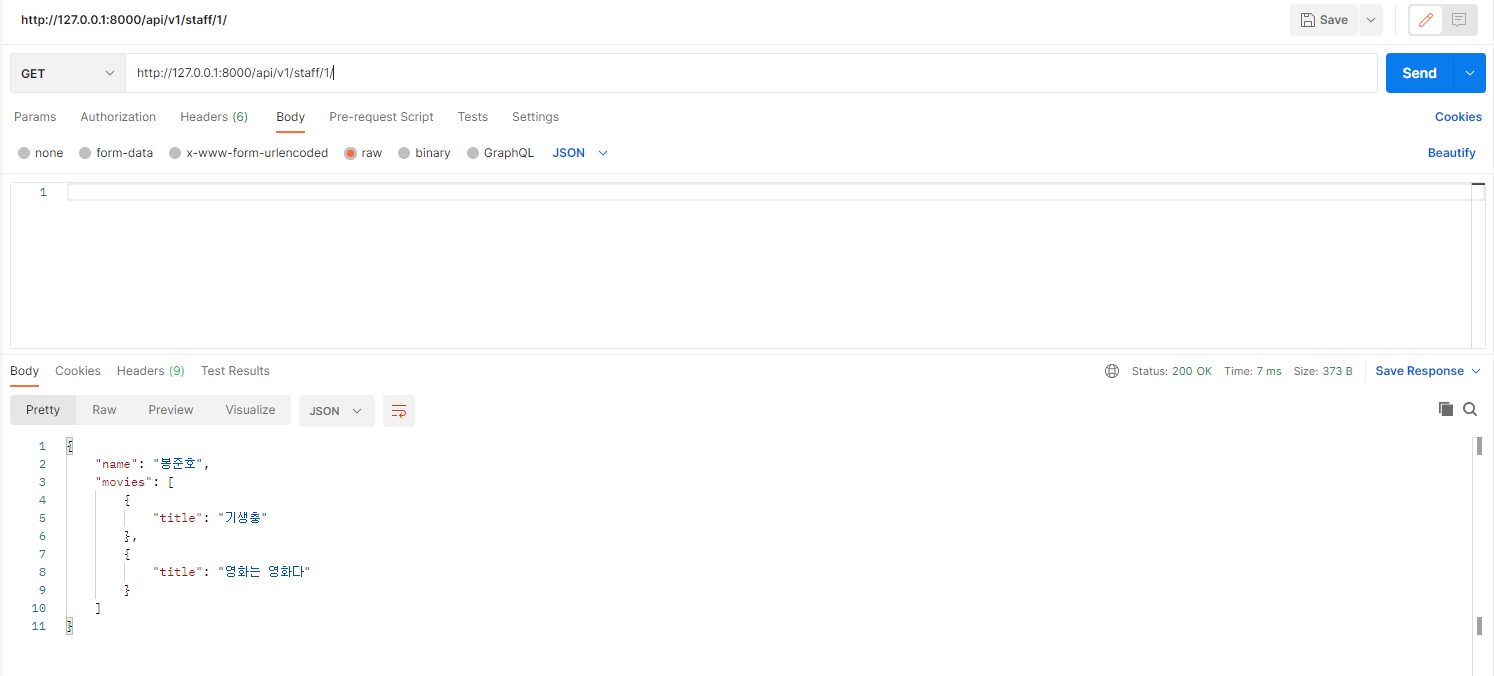 http://127.0.0.1:8000/api/v1/staff/1/
Save
GET
http://127.0.0.1:8000/api/v1/staff/1/
Send
Params Authorization Headers (6) Body Pre-request Script Tests Settings Cookies
none form-data x-www-form-urlencoded raw binary GraphQL JSON Beautify
1
Body Cookies Headers (9) Test Results Status: 200 OK Time: 7 ms Size: 373 B Save Response
Pretty Raw Preview Visualize JSON
1 {
2 "name": "봉준호",
3 "movies": [
4 {
5 "title": "기생충"
6 },
7 {
8 "title": "영화는 영화다"
9 }
10 ]
11 }